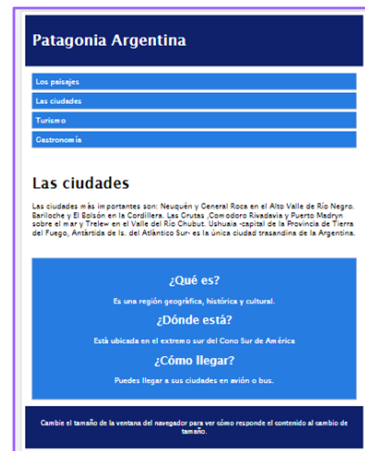 Patagonia Argentina
Los paisajes
Las ciudades
Turismo
Gastronomía
Las ciudades
Las ciudades màs importantes son: Neuquén y General Roca en el Alto Valle de Río Negro.
Bariloche y El Bolsón en la Cordillera. Las Grutas ,Comodoro Rivadavia y Puerto Madryn
sobre el mar y Trelew en el Valle del Río Chubut. Ushuaia -capital de la Provincia de Tierra
del Fuego, Antàrtida de Is. del Atlàntico Sur- es la única ciudad trasandina de la Argentina.
¿Qué es?
Es una región geográfica, histórica y cultural.
¿Dónde está?
Està ubicada en el extremo sur del Cono Sur de América
¿Cómo llegar?
Puedes llegar a sus ciudades en avión o bus.
Cambie el tamaño de la ventana del navegador para ver cómo responde el contenido al cambio de
tamaño.